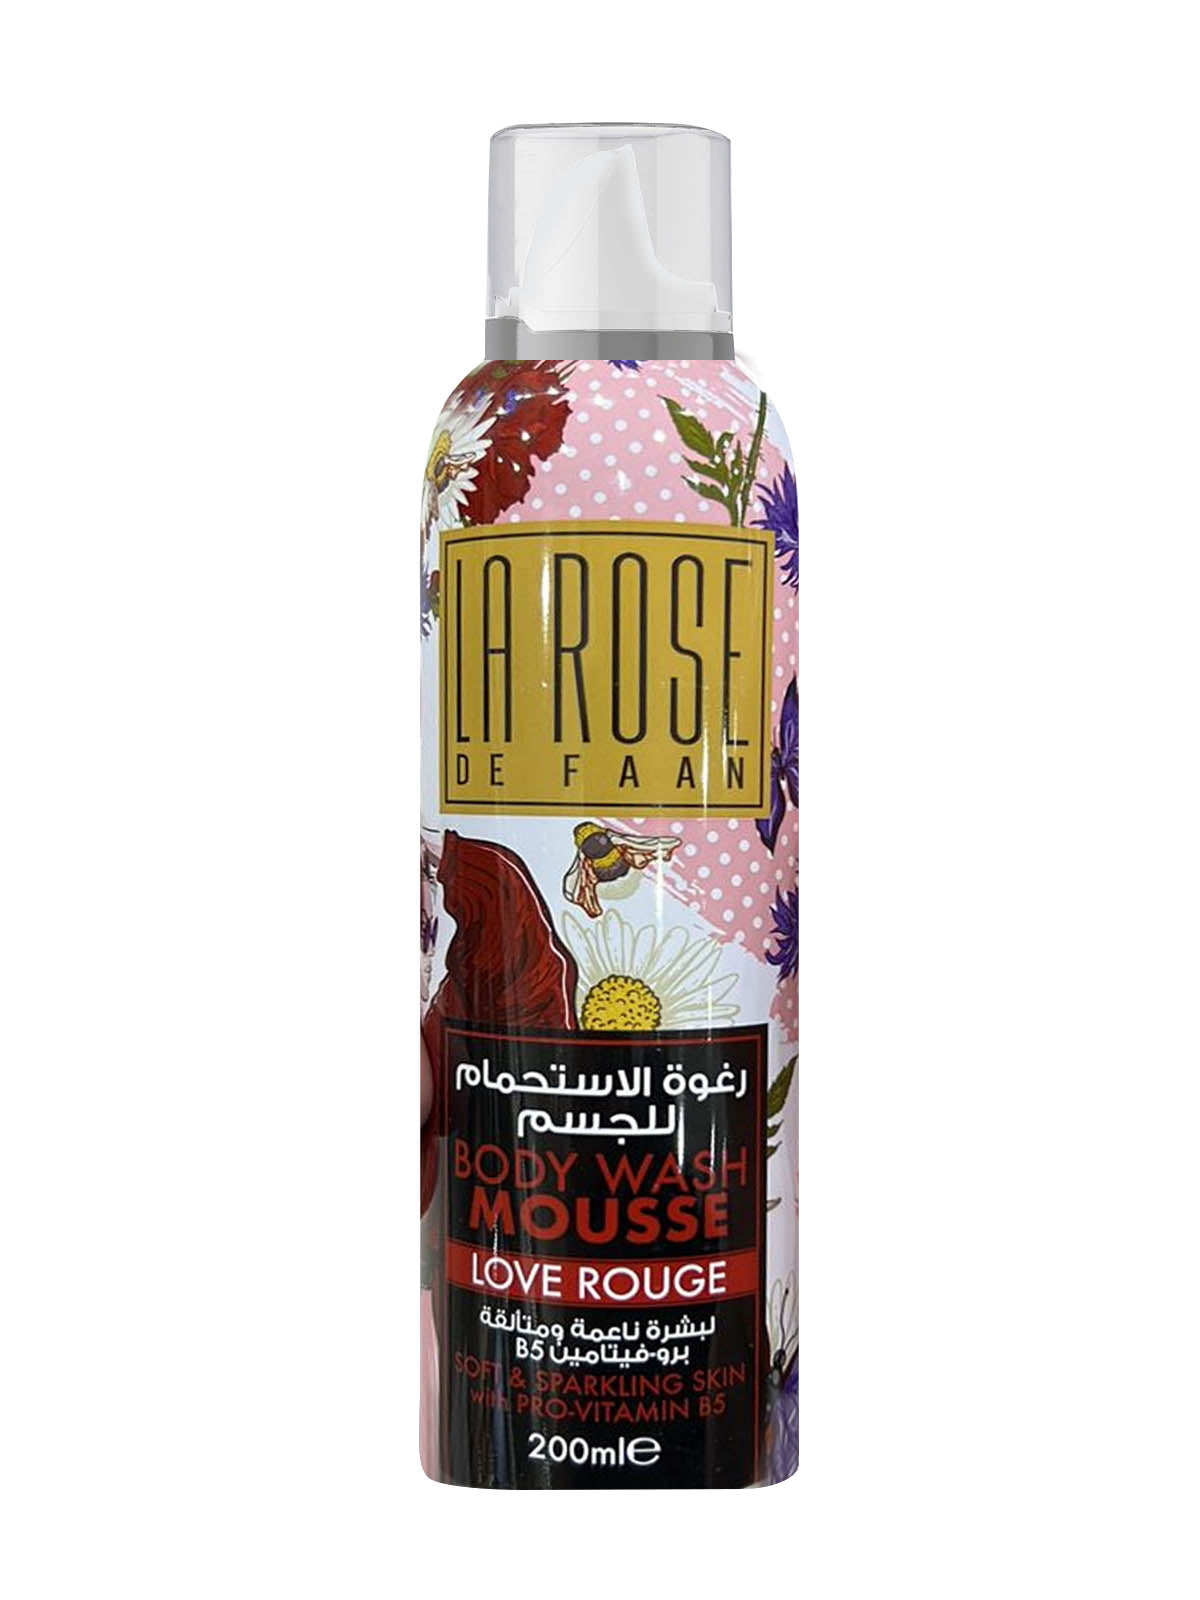 LA ROSE
DE FAAN
رغوة الاستحمام
للجسم
BODY WASH
MOUSSE
LOVE ROUGE
لبشرة ناعمة ومتألقة
برو-فيتامين B5
SOFT & SPARKLING SKIN
with PRO-VITAMIN B5
200ml℮